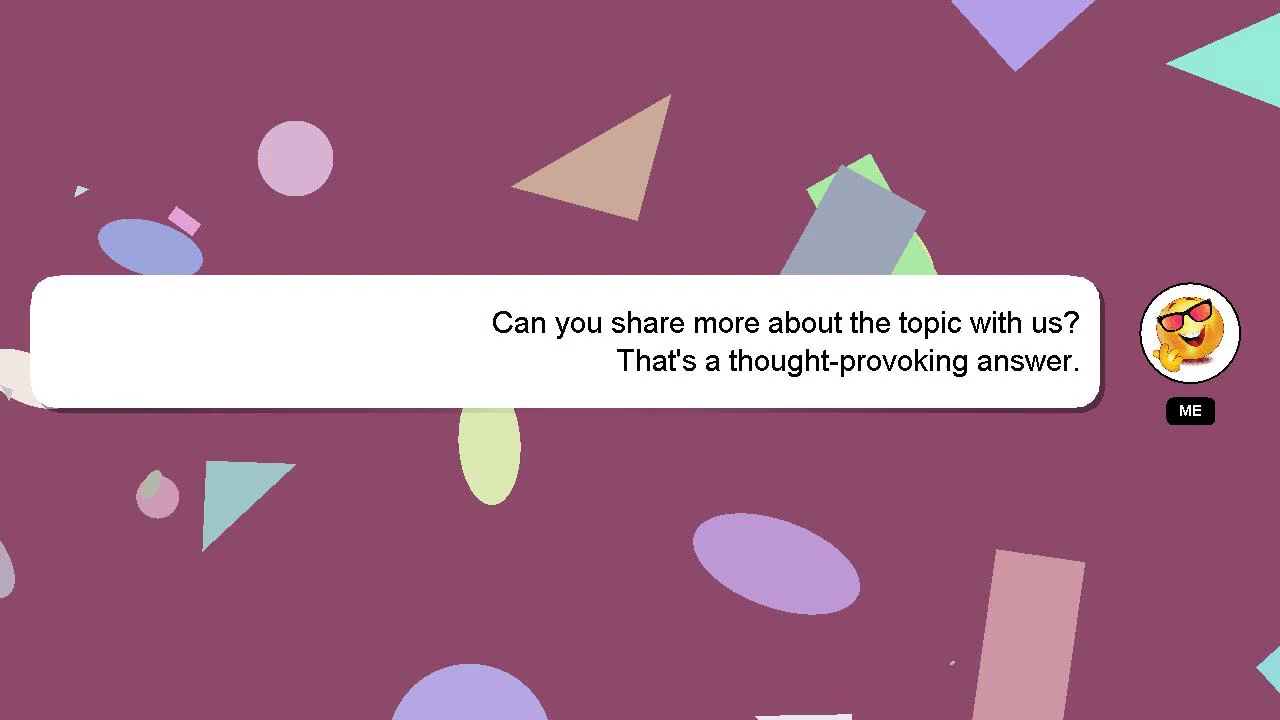 Can you share more about the topic with us?
That's a thought-provoking answer.
ME